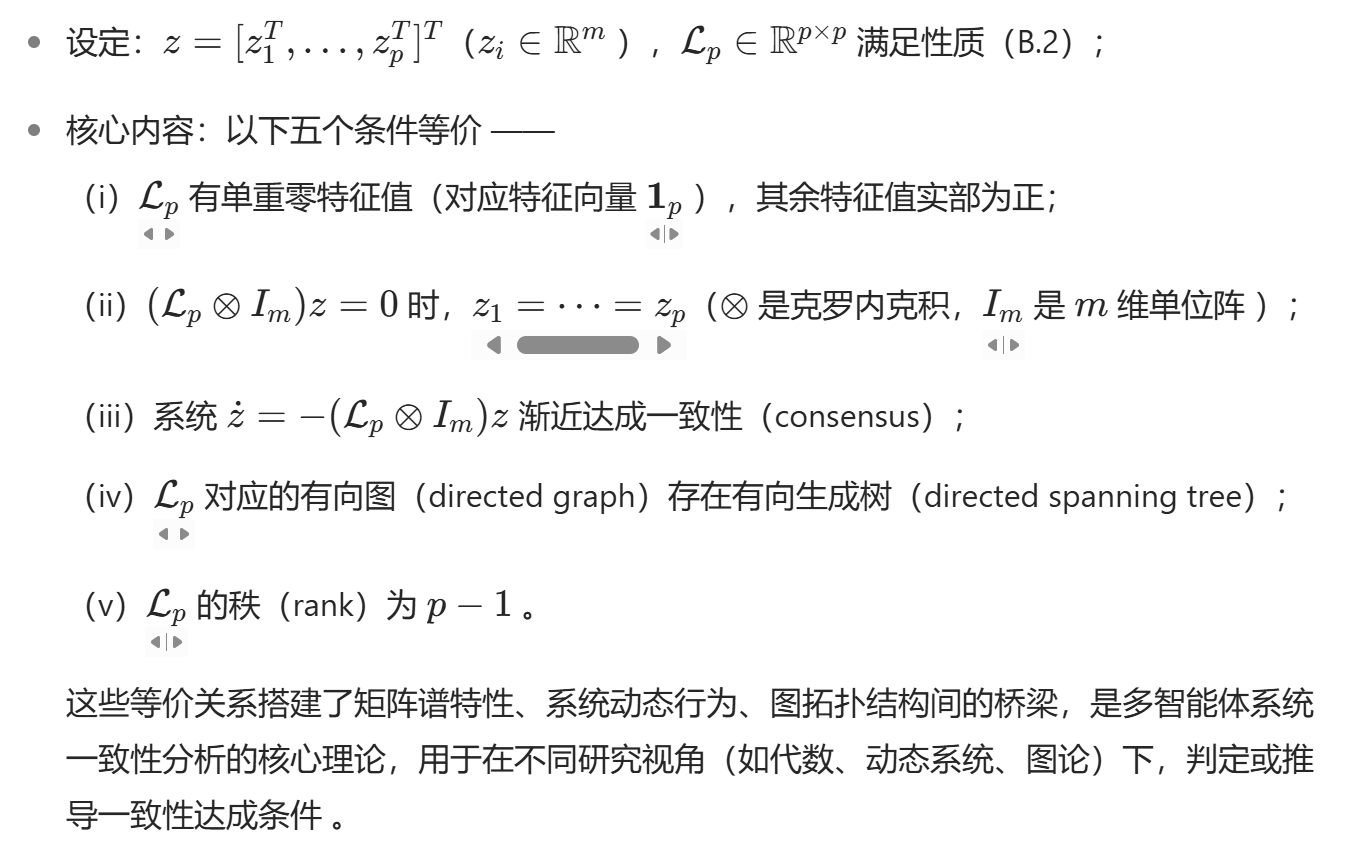 • 设定：$z = [z_1^T, \ldots, z_p^T]^T$（$z_i \in \mathbb{R}^m$ ），$\mathcal{L}_p \in \mathbb{R}^{p \times p}$ 满足性质（B.2）；
• 核心内容：以下五个条件等价 ——
（i）$\mathcal{L}_p$ 有单重零特征值（对应特征向量 $\mathbf{1}_p$ ），其余特征值实部为正；
（ii）$(\mathcal{L}_p \otimes I_m)z = 0$ 时，$z_1 = \cdots = z_p$（$\otimes$ 是克罗内克积，$I_m$ 是 $m$ 维单位阵 ）；
（iii）系统 $\dot{z} = -(\mathcal{L}_p \otimes I_m)z$ 渐近达成一致性（consensus）；
（iv）$\mathcal{L}_p$ 对应的有向图（directed graph）存在有向生成树（directed spanning tree）；
（v）$\mathcal{L}_p$ 的秩（rank）为 $p - 1$ 。
这些等价关系搭建了矩阵谱特性、系统动态行为、图拓扑结构间的桥梁，是多智能体系统
一致性分析的核心理论，用于在不同研究视角（如代数、动态系统、图论）下，判定或推
导一致性达成条件 。